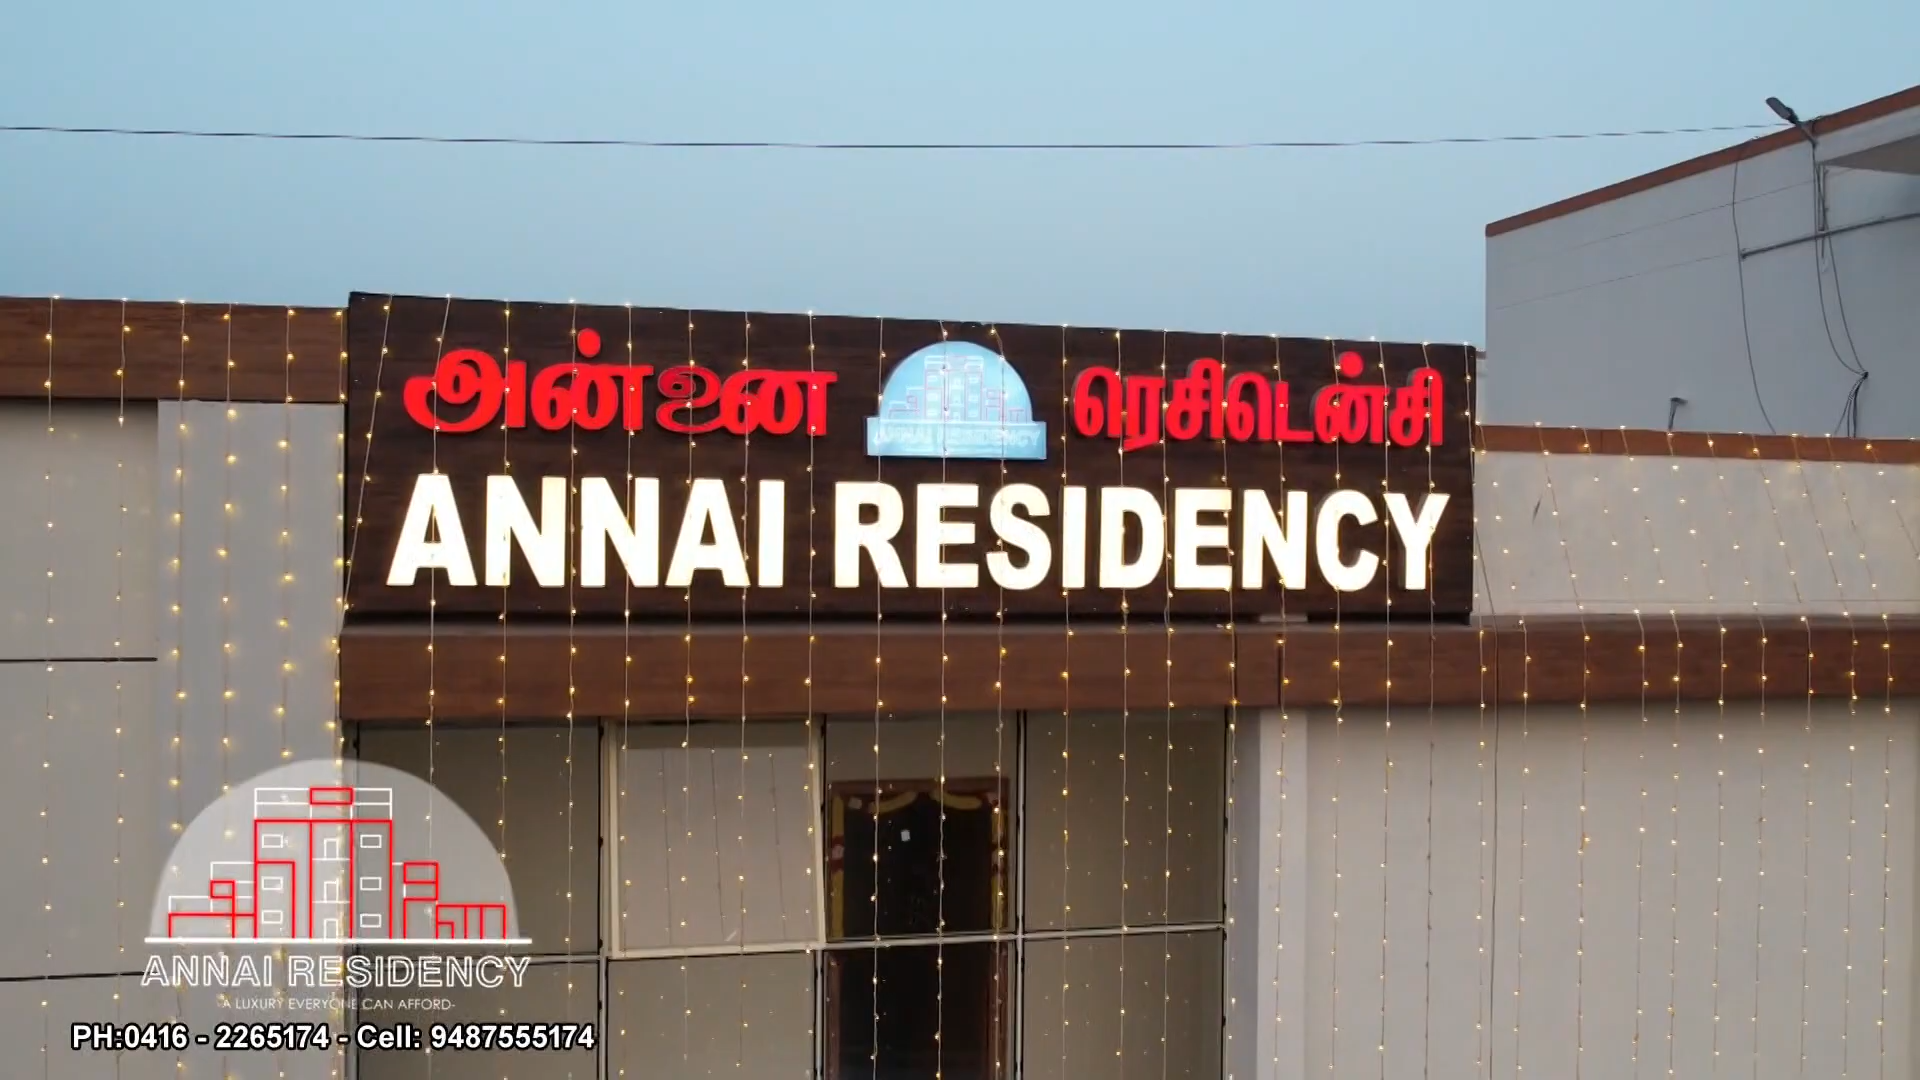 அன்னை ரெசிடென்சி
ANNAI RESIDENCY
ANNAI RESIDENCY
ANNAI RESIDENCY
-A LUXURY EVERYONE CAN AFFORD-
PH:0416 - 2265174 - Cell: 9487555174